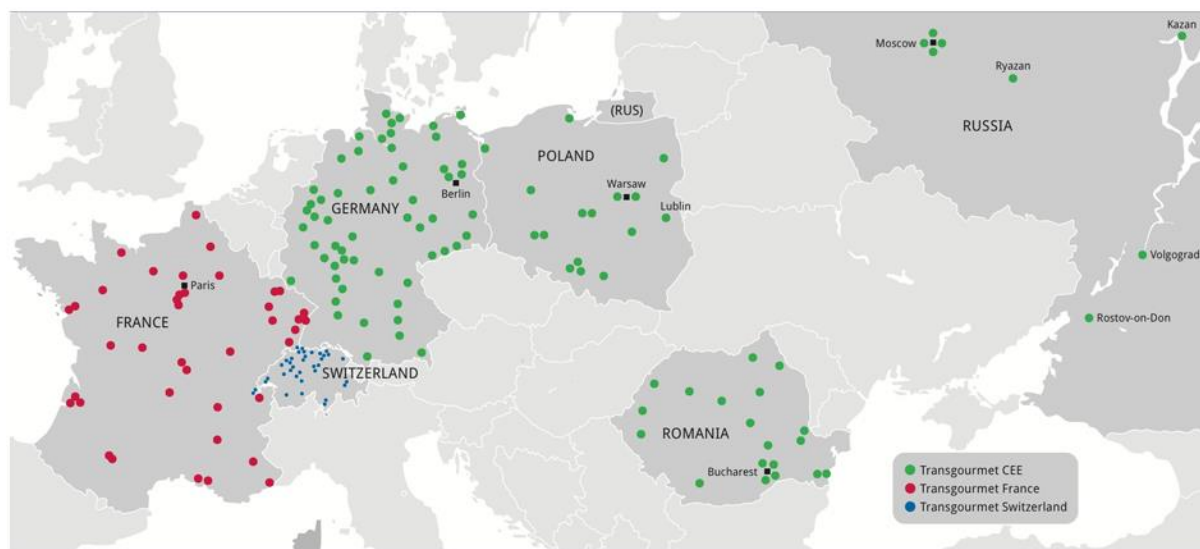 Kazan
Moscow
Ryazan
(RUS)
RUSSIA
POLAND
Berlin
Warsaw
GERMANY
Lublin
Volgograd
Paris
FRANCE
Rostov-on-Don
SWITZERLAND
ROMANIA
Bucharest
Transgourmet CEE
Transgourmet France
Transgourmet Switzerland